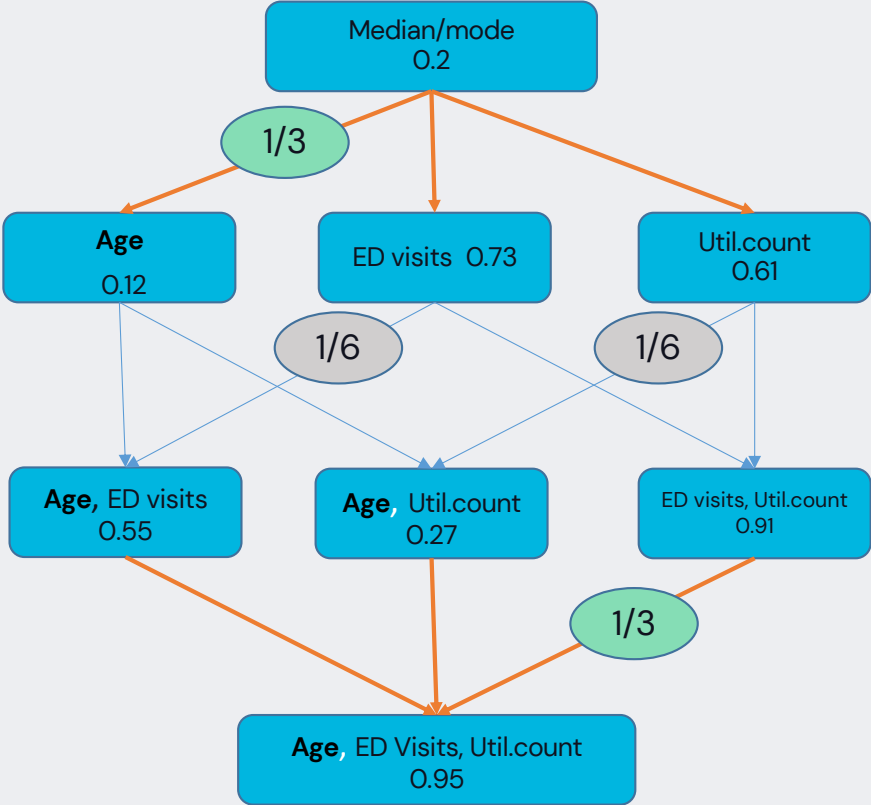 Median/mode
0.2
1/3
Age
0.12
ED visits 0.73
Util.count
0.61
1/6
1/6
Age, ED visits
0.55
Age, Util.count
0.27
ED visits, Util.count
0.91
1/3
Age, ED Visits, Util.count
0.95